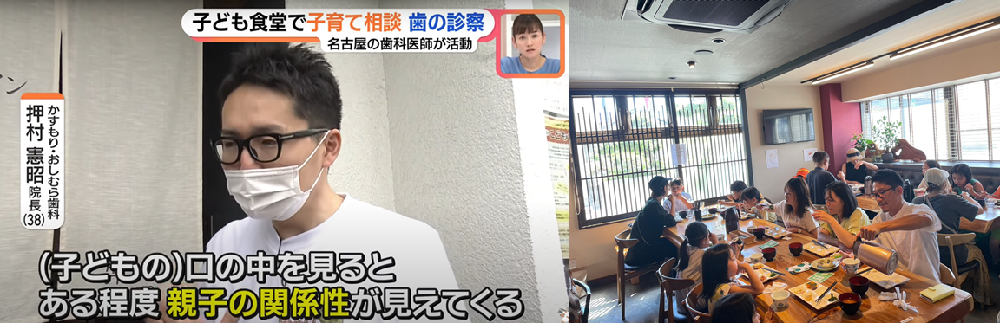 子ども食堂で子育て相談 歯の診察
名古屋の歯科医師が活動
かすもり・おしむら歯科
押村 憲昭 院長(38)
(子どもの)口の中を見ると
ある程度 親子の関係性が見えてくる